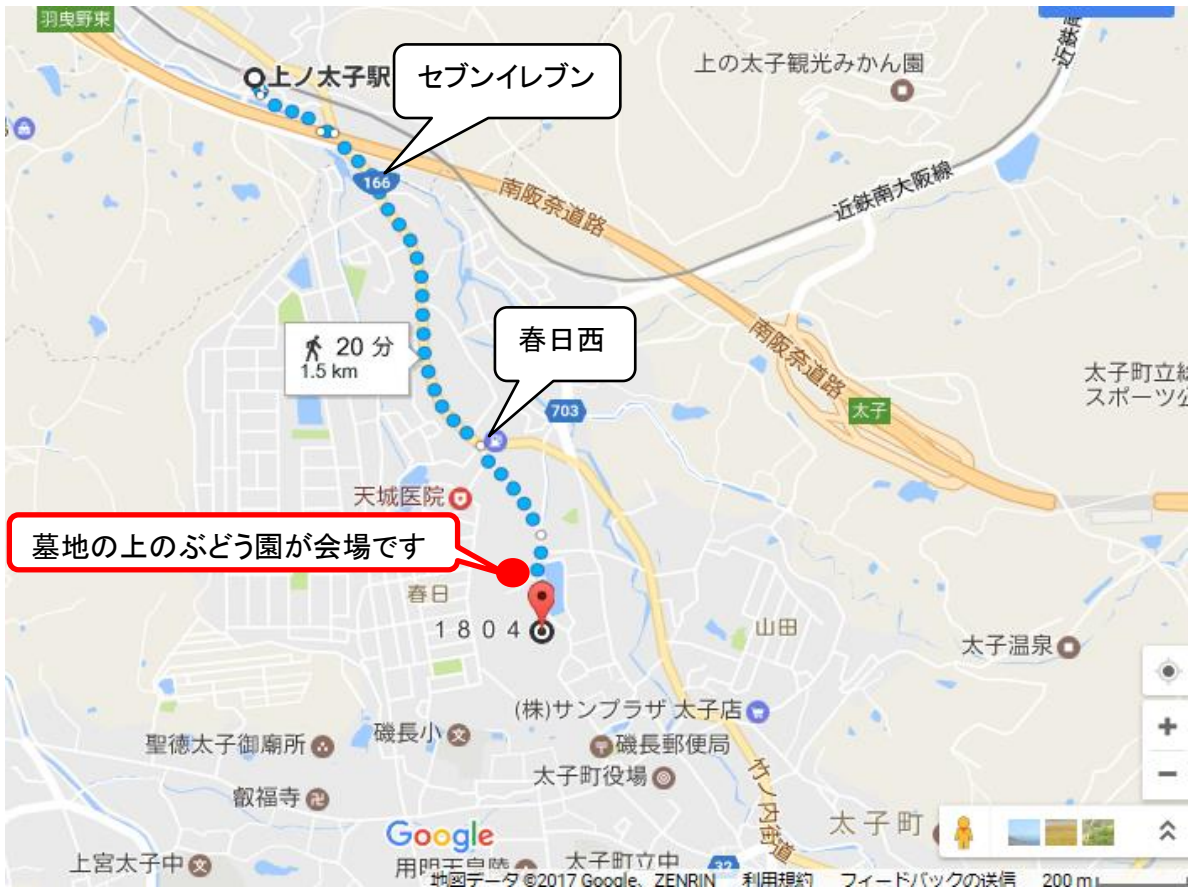 羽曳野東
上ノ太子駅
セブンイレブン
上の太子観光みかん園
近鉄南
166
南阪奈道路
近鉄南大阪線
20 分
1.5 km
春日西
南阪奈道路
太子町立総
スポーツ公
703
太子
天城医院
墓地の上のぶどう園が会場です
春日
1804
山田
太子温泉
(株)サンプラザ 太子店
磯長小
磯長郵便局
聖徳太子御廟所
太子町役場
叡福寺
竹ノ内街道
太子町
Google
上宮太子中
用明天皇陵
太子町立中
32
地図データ ©2017 Google、ZENRIN 利用規約 フィードバックの送信 200 m